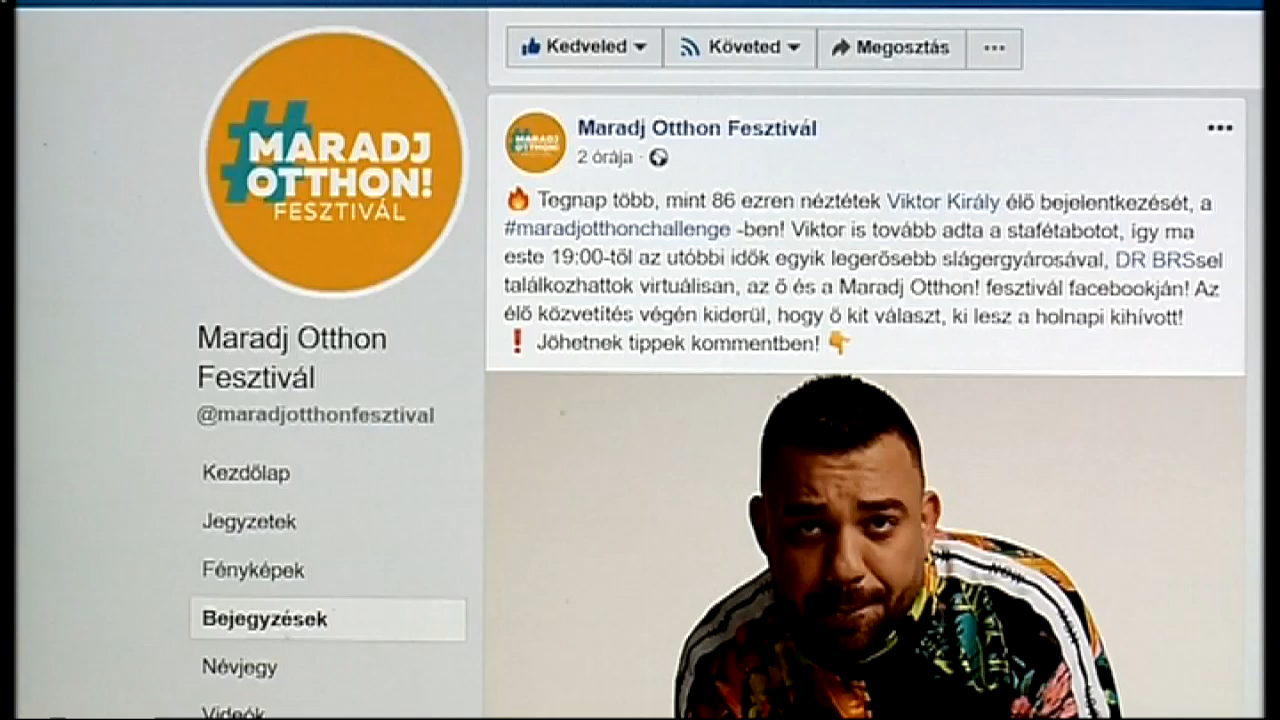 Kedveled
Követed
Megosztás
#MARADJ
OTTHON!
FESZTIVÁL
Maradj Otthon
Fesztivál
@maradjotthonfesztival
Kezdőlap
Jegyzetek
Fényképek
Bejegyzések
Névjegy
Videók
MARADJ
OTTHON!
Maradj Otthon Fesztivál
2 órája ·
🔥 Tegnap több, mint 86 ezren néztétek Viktor Király élő bejelentkezését, a
#maradjotthonchallenge -ben! Viktor is tovább adta a stafétabotot, így ma
este 19:00-től az utóbbi idők egyik legerősebb slágergyárosával, DR BRSsel
találkozhattok virtuálisan, az ő és a Maradj Otthon! fesztivál facebookján! Az
élő közvetítés végén kiderül, hogy ő kit választ, ki lesz a holnapi kihívott!
❗ Jöhetnek tippek kommentben! 👇